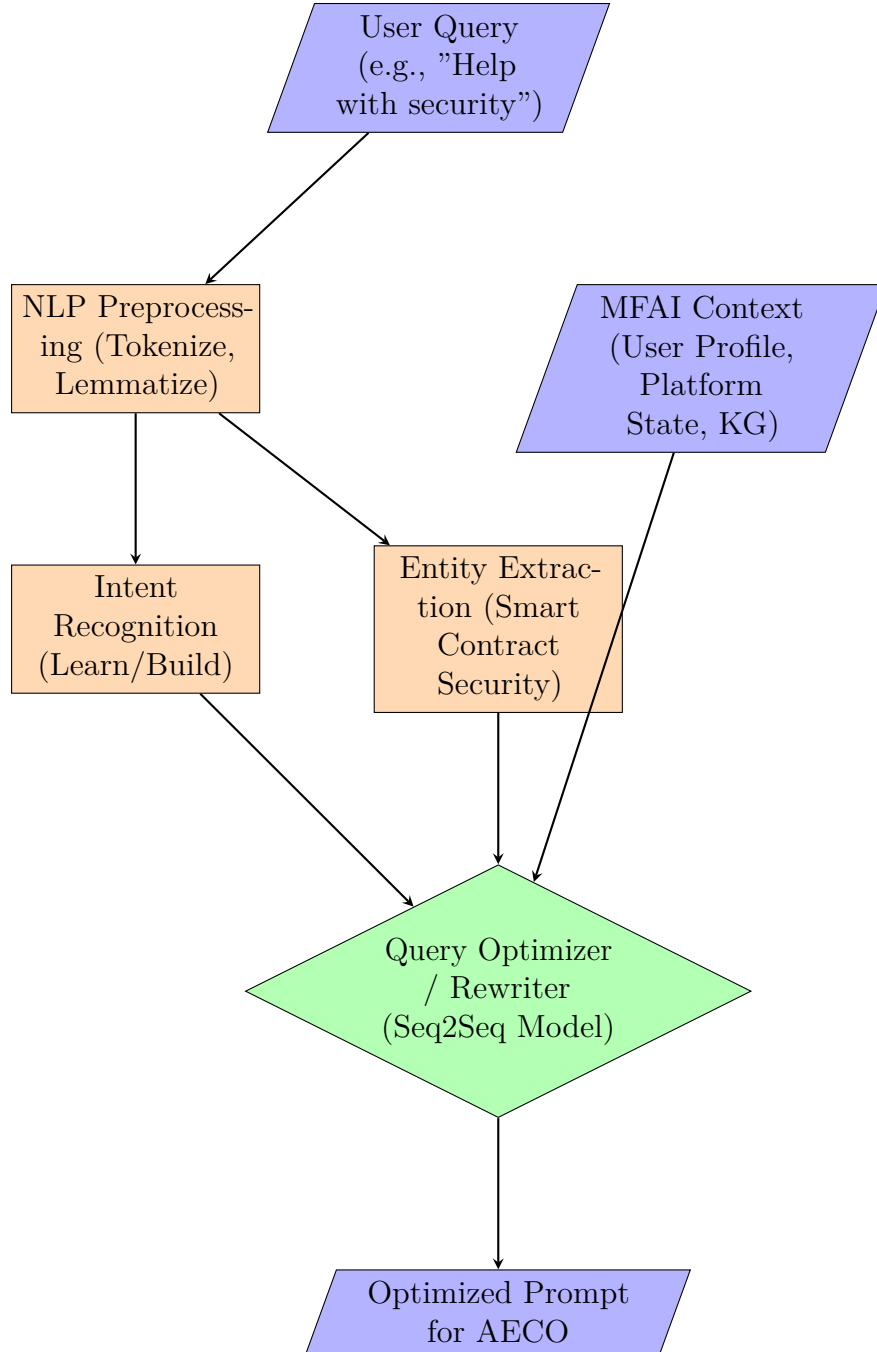 User Query
(e.g., ”Help
with security”)
NLP Preprocess-
ing (Tokenize,
Lemmatize)
MFAI Context
(User Profile,
Platform
State, KG)
Intent
Recognition
(Learn/Build)
Entity Extrac-
tion (Smart
Contract
Security)
Query Optimizer
/ Rewriter
(Seq2Seq Model)
Optimized Prompt
for AECO